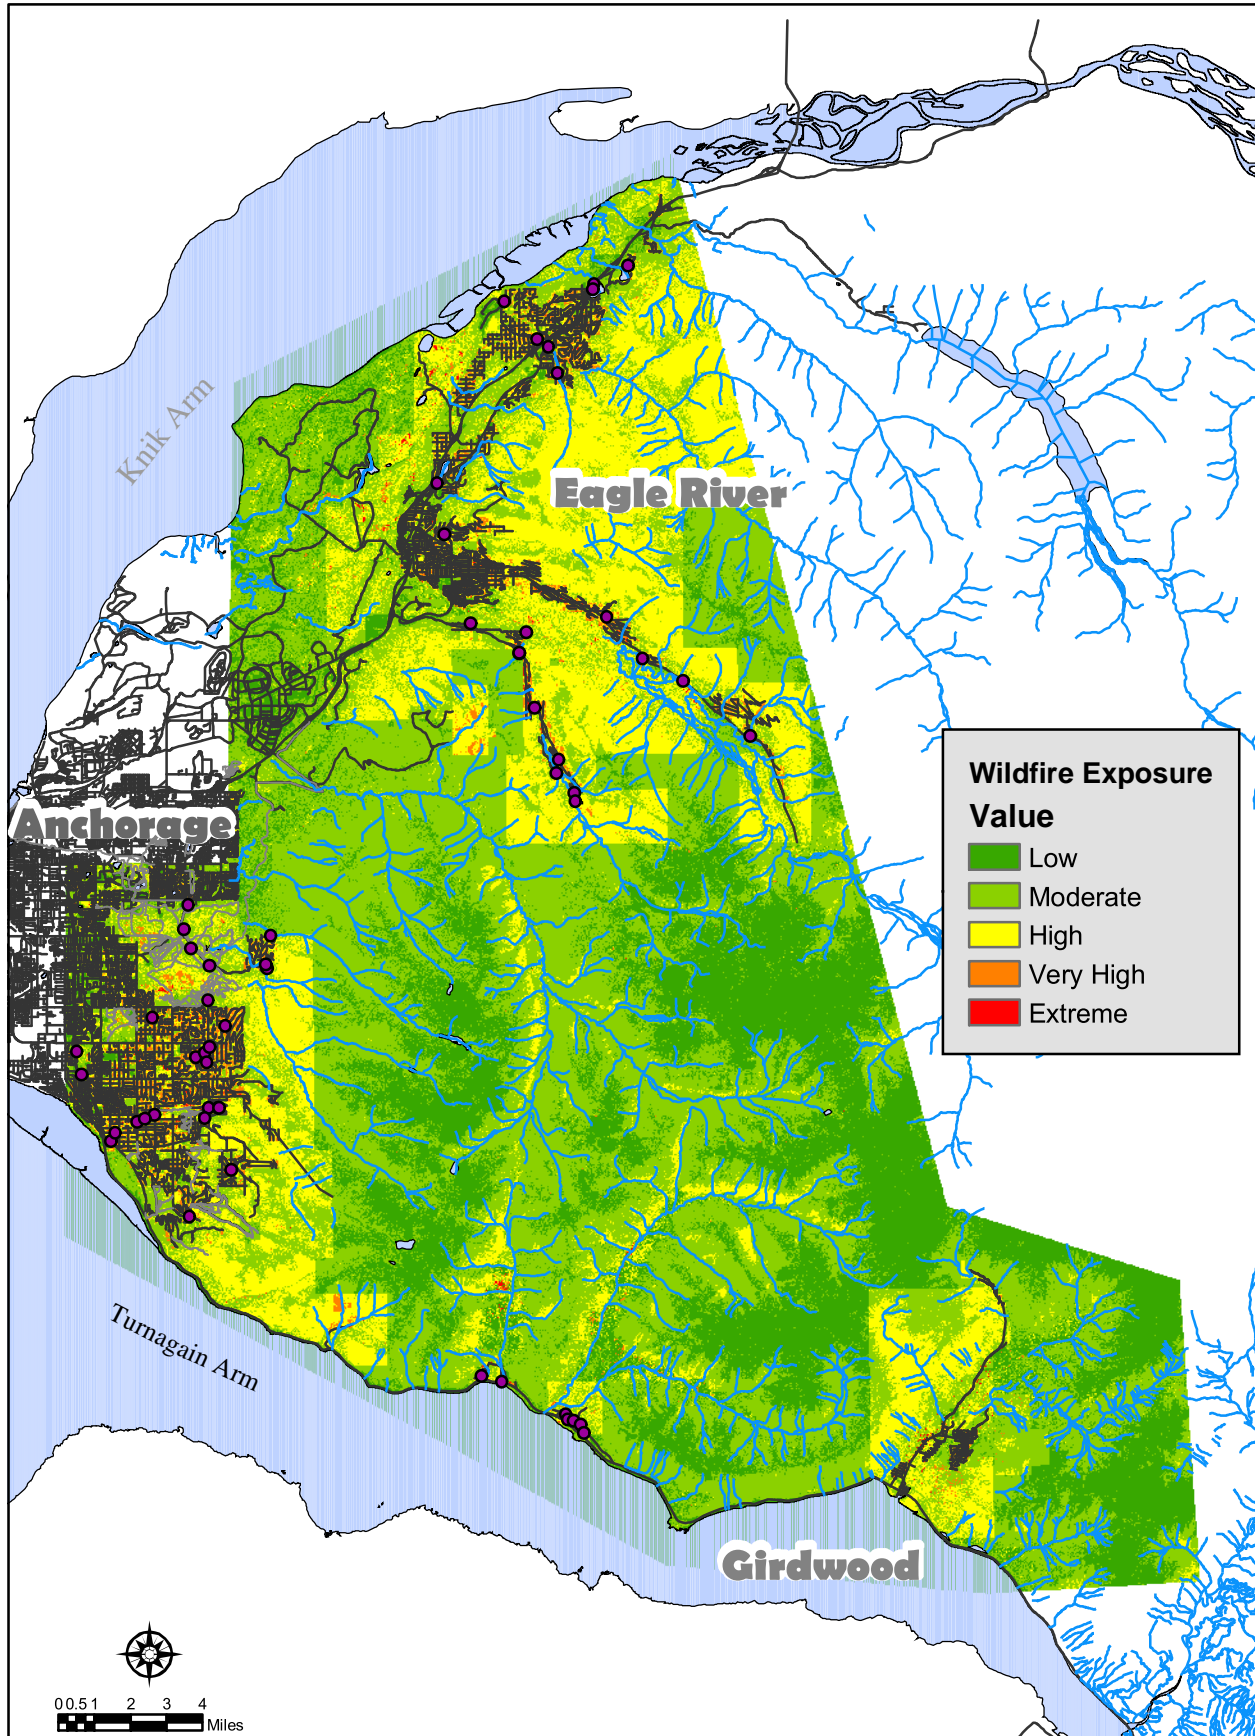 Knik Arm
Eagle River
Anchorage
Wildfire Exposure
Value
Low
Moderate
High
Very High
Extreme
Turnagain Arm
Girdwood
0 0.5 1 2 3 4
Miles